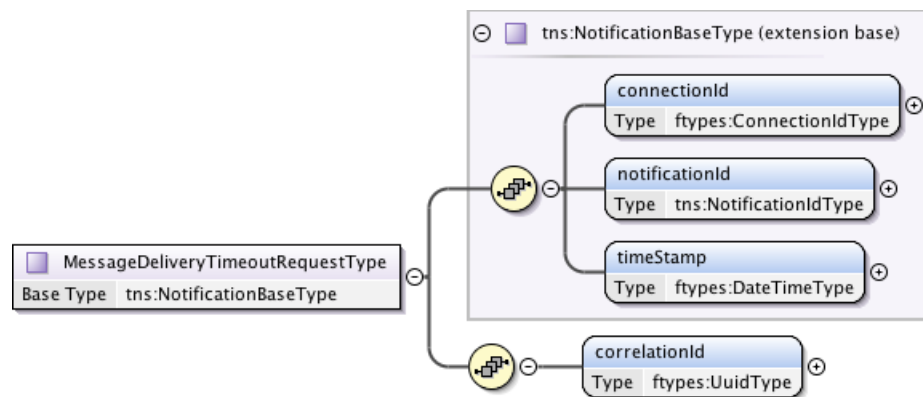 tns:NotificationBaseType (extension base)
connectionId
Type ftypes:ConnectionIdType
notificationId
Type tns:NotificationIdType
MessageDeliveryTimeoutRequestType
Base Type tns:NotificationBaseType
timeStamp
Type ftypes:DateTimeType
correlationId
Type ftypes:UuidType